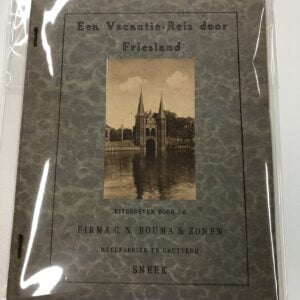 Een Vacantie-Reis door
Friesland
UITGEGEVEN DOOR DE
FIRMA G. N. BOUMA & ZONEN
MEELFABRIEK EN GRUTTERIJ
SNEEK